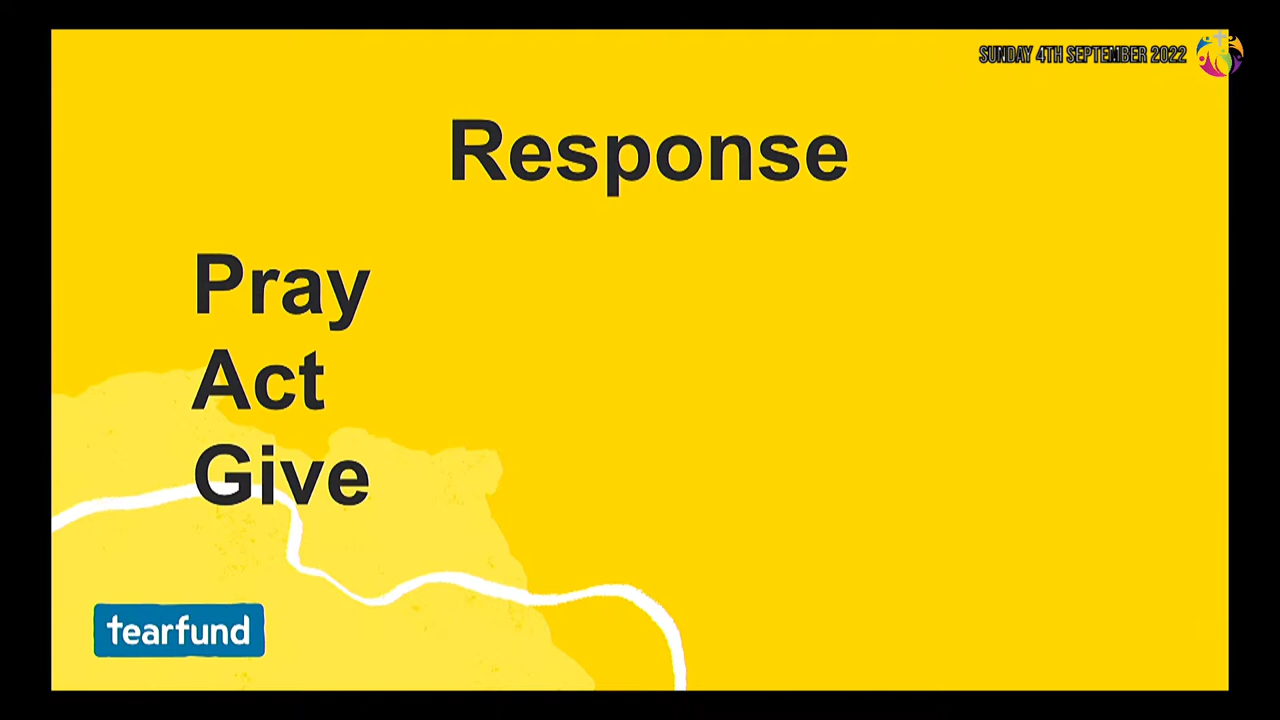 SUNDAY 4TH SEPTEMBER 2022
Response
Pray
Act
Give
tearfund